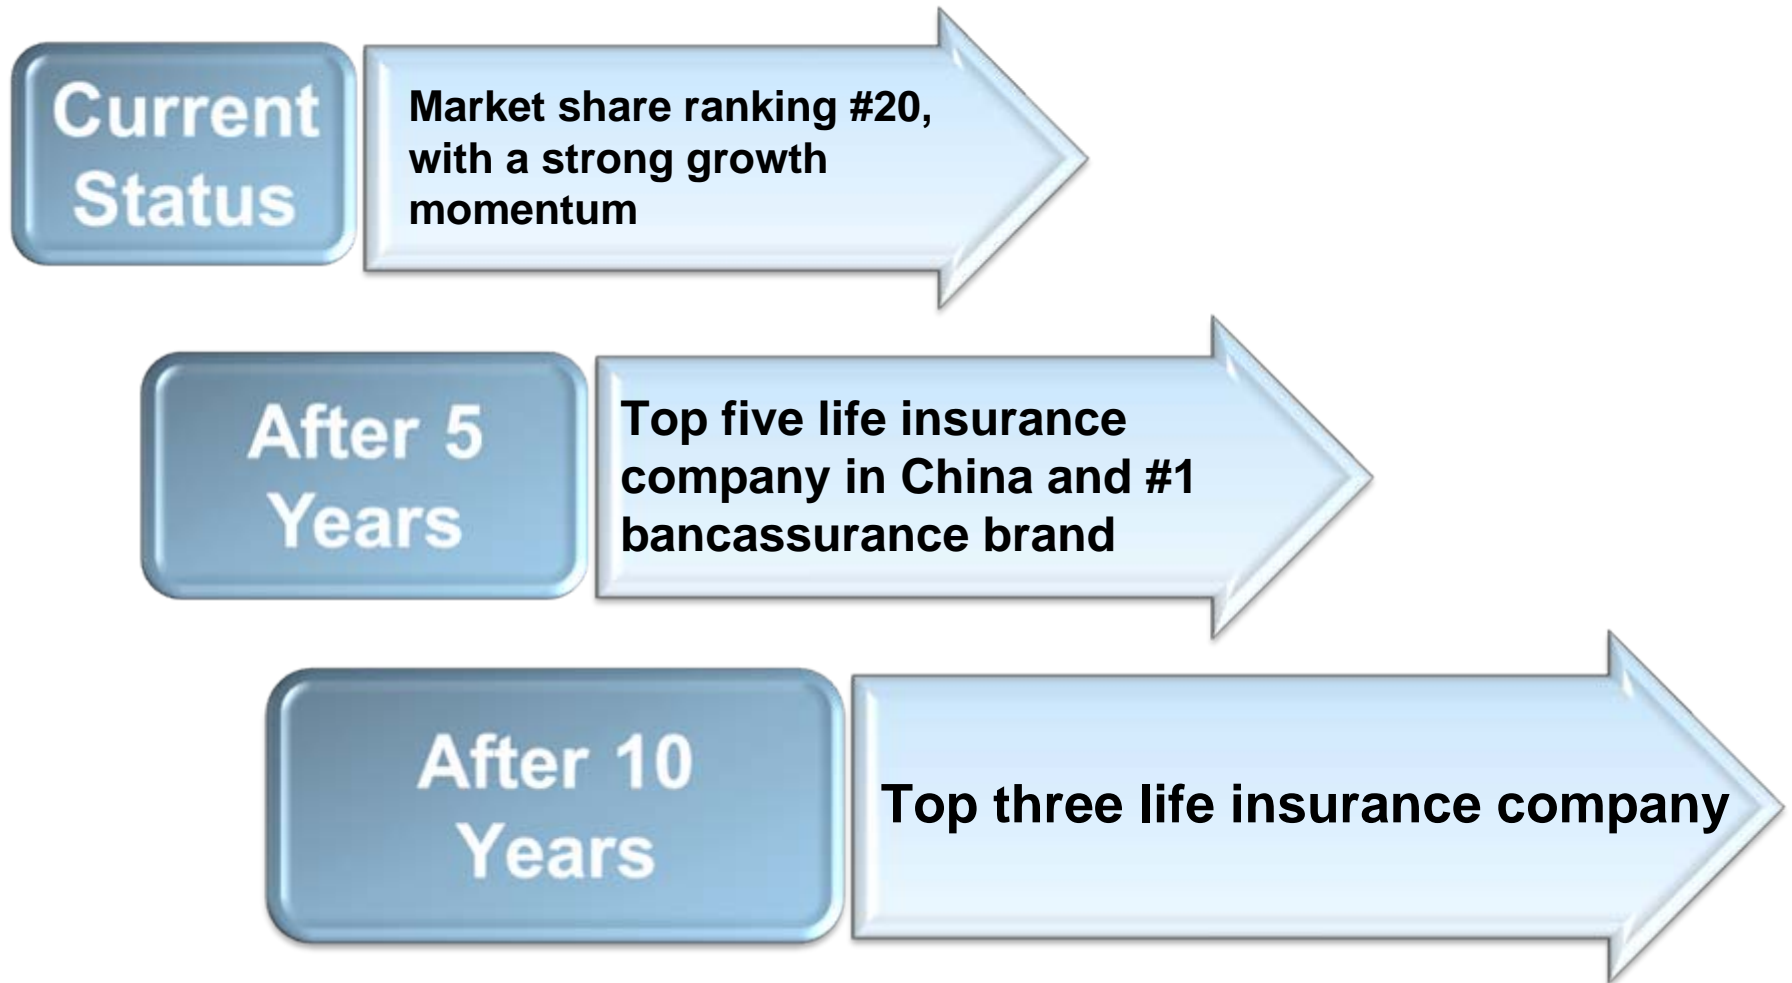 Current
Status
Market share ranking #20,
with a strong growth
momentum
After 5
Years
Top five life insurance
company in China and #1
bancassurance brand
After 10
Years
Top three life insurance company